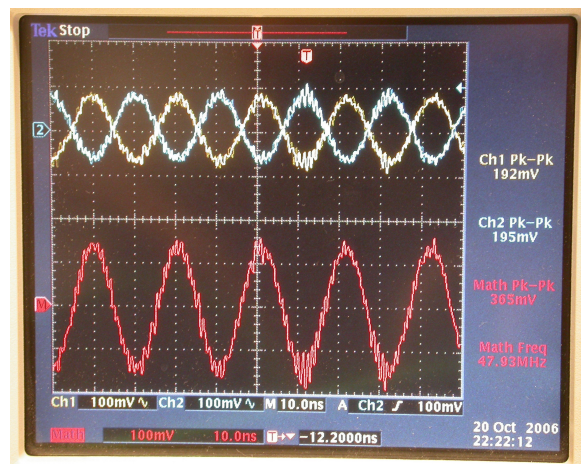 Tek Stop
T
T
2
Ch1 Pk-Pk
192mV
Ch2 Pk-Pk
195mV
M
Math Pk-Pk
365mV
Math Freq
47.93MHz
Ch1 100mV Ch2 100mV M 10.0ns A Ch2 100mV
Math 100mV 10.0ns T -12.2000ns
20 Oct 2006
22:22:12